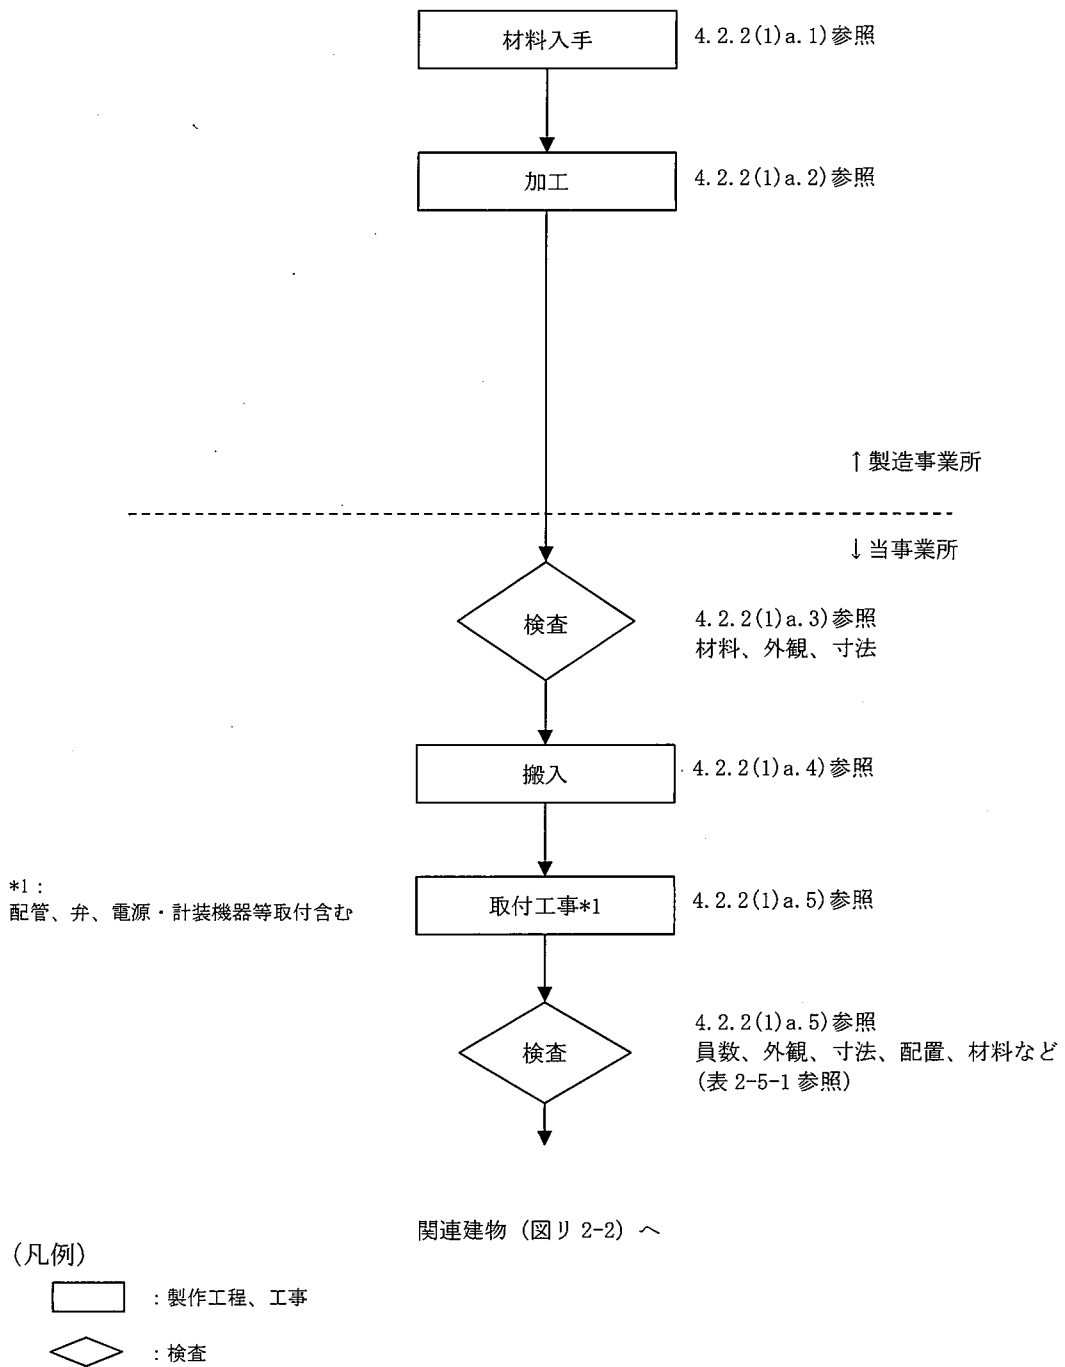 材料入手
4.2.2(1)a.1)参照
加工
4.2.2(1)a.2)参照
↑製造事業所
↓当事業所
検査
4.2.2(1)a.3)参照
材料、外観、寸法
搬入
4.2.2(1)a.4)参照
*1:
配管、弁、電源・計装機器等取付含む
取付工事*1
4.2.2(1)a.5)参照
検査
4.2.2(1)a.5)参照
員数、外観、寸法、配置、材料など
(表 2-5-1 参照)
関連建物（図リ 2-2）へ
(凡例)
：製作工程、工事
：検査